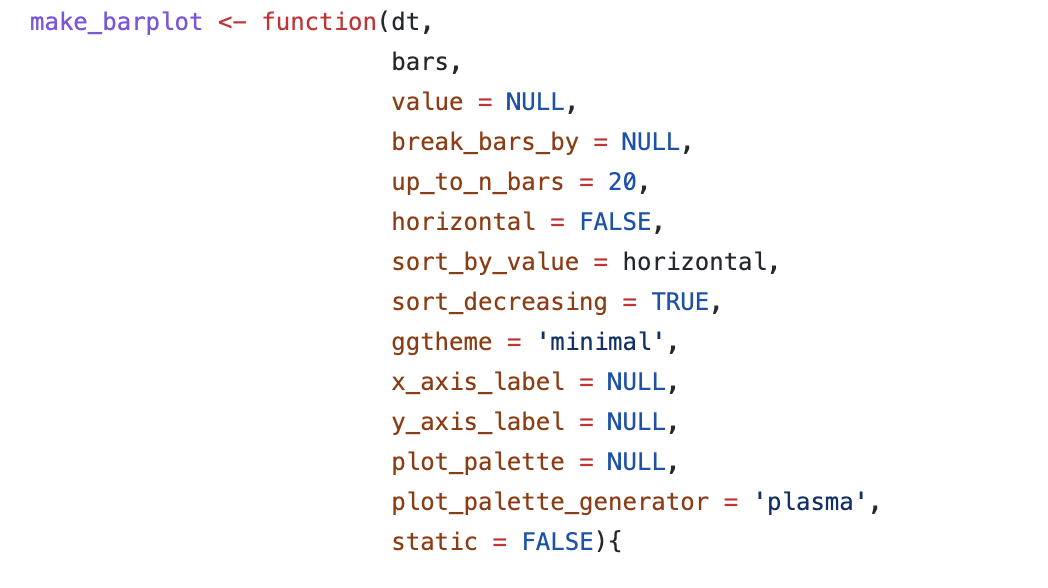 make_barplot <- function(dt,
bars,
value = NULL,
break_bars_by = NULL,
up_to_n_bars = 20,
horizontal = FALSE,
sort_by_value = horizontal,
sort_decreasing = TRUE,
ggtheme = 'minimal',
x_axis_label = NULL,
y_axis_label = NULL,
plot_palette = NULL,
plot_palette_generator = 'plasma',
static = FALSE){